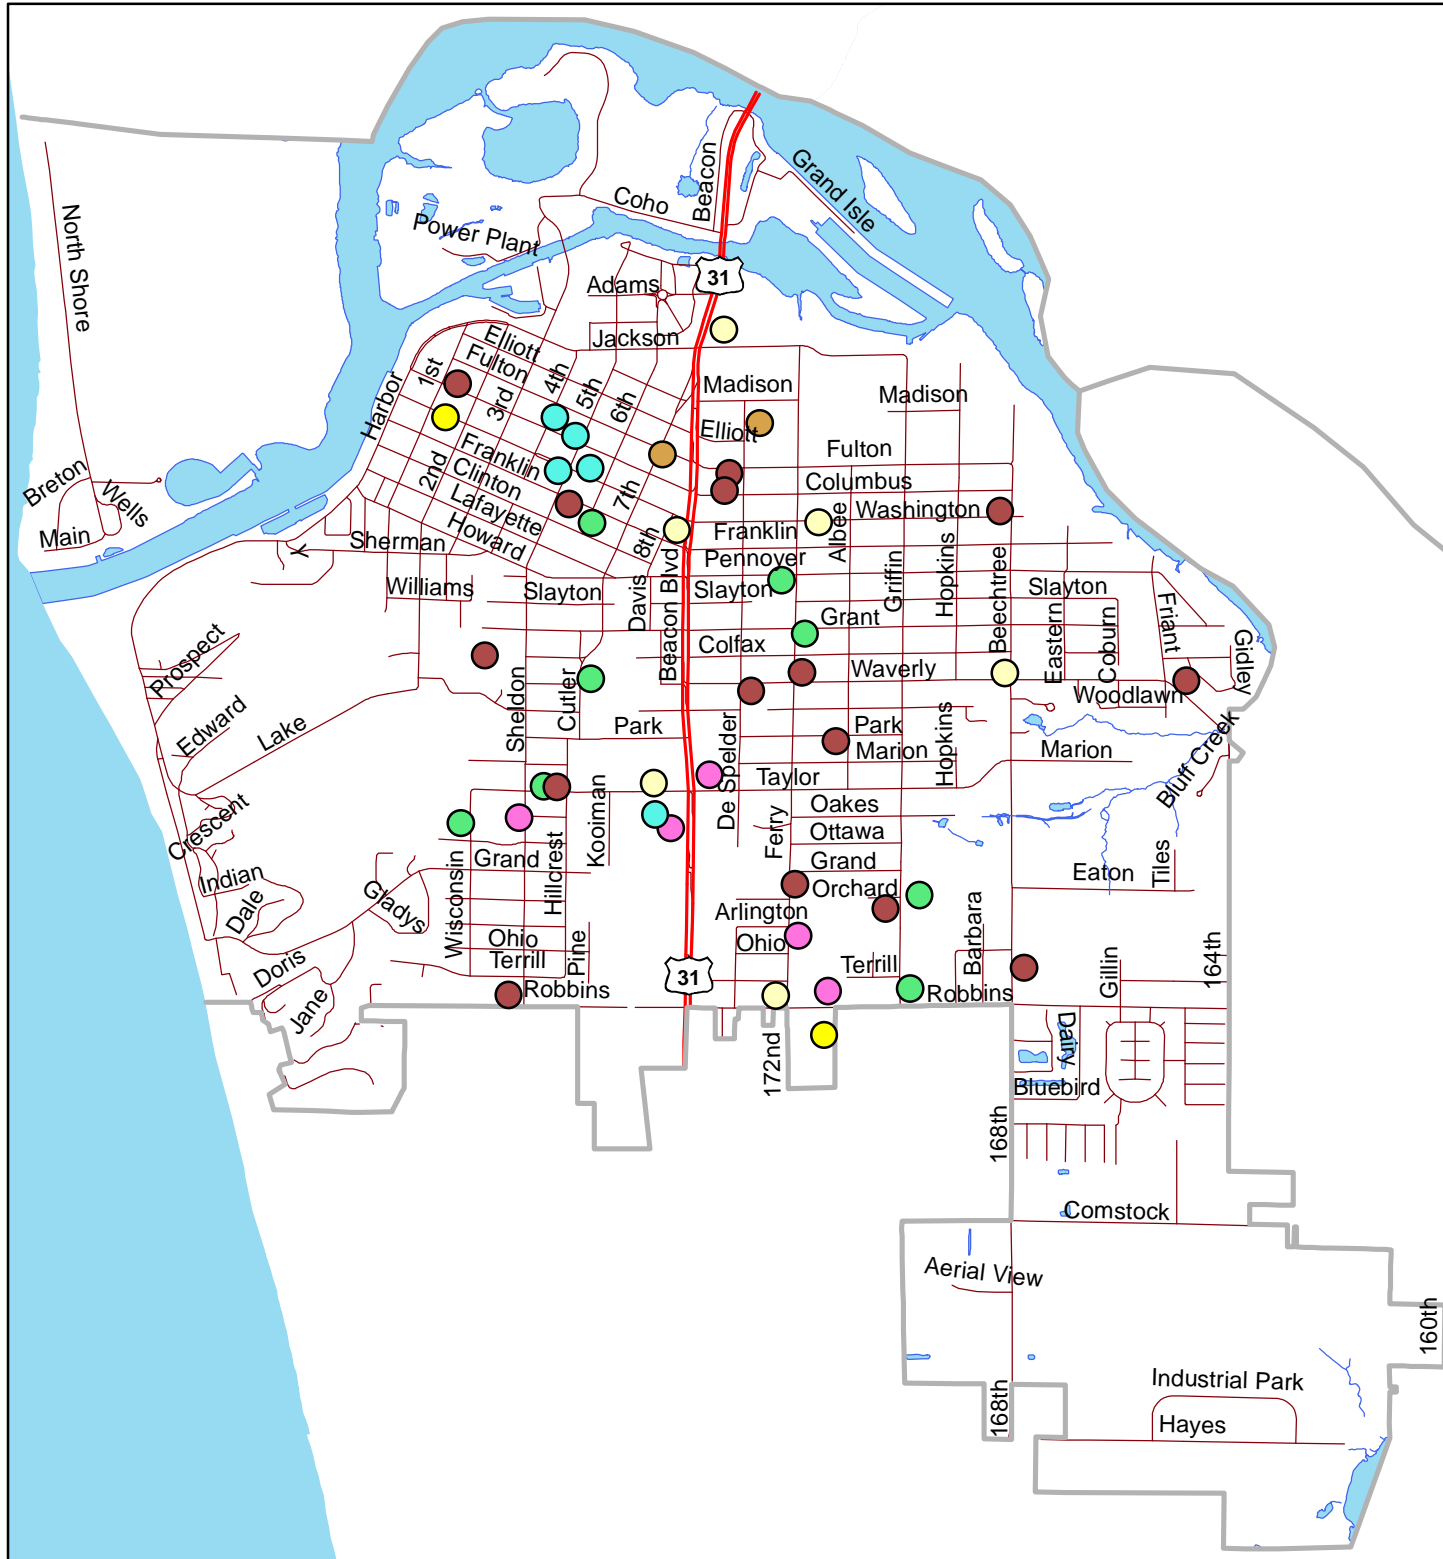 Beacon
Grand Isle
Coho
North Shore
Power Plant
31
Adams
Jackson
Elliott
Fulton
1st
4th
5th
6th
3rd
Harbor
Madison
Madison
Elliott
Fulton
Franklin
Clinton
Lafayette
Howard
2nd
7th
8th
Columbus
Washington
Albee
Breton
Wells
Main
Y
Sherman
Franklin
Pennoyer
Williams
Slayton
Davis
Beacon Blvd
Slayton
Griffin
Hopkins
Beechtree
Slayton
Grant
Colfax
Waverly
Eastern
Coburn
Friant
Gidley
Woodlawn
Prospect
Edward
Lake
Sheldon
Cutler
Park
De Spelder
Park
Marion
Hopkins
Marion
Bluff Creek
Taylor
Crescent
Kooiman
Ferry
Oakes
Ottawa
Grand
Orchard
Indian
Dale
Gladys
Wisconsin
Grand
Hillcrest
Eaton
Tiles
Arlington
Ohio
Ohio
Terrill
Pine
Doris
Jane
Robbins
31
Terrill
Barbara
Robbins
Gillin
164th
172nd
Dairy
Bluebird
168th
Comstock
Aerial View
160th
168th
Industrial Park
Hayes